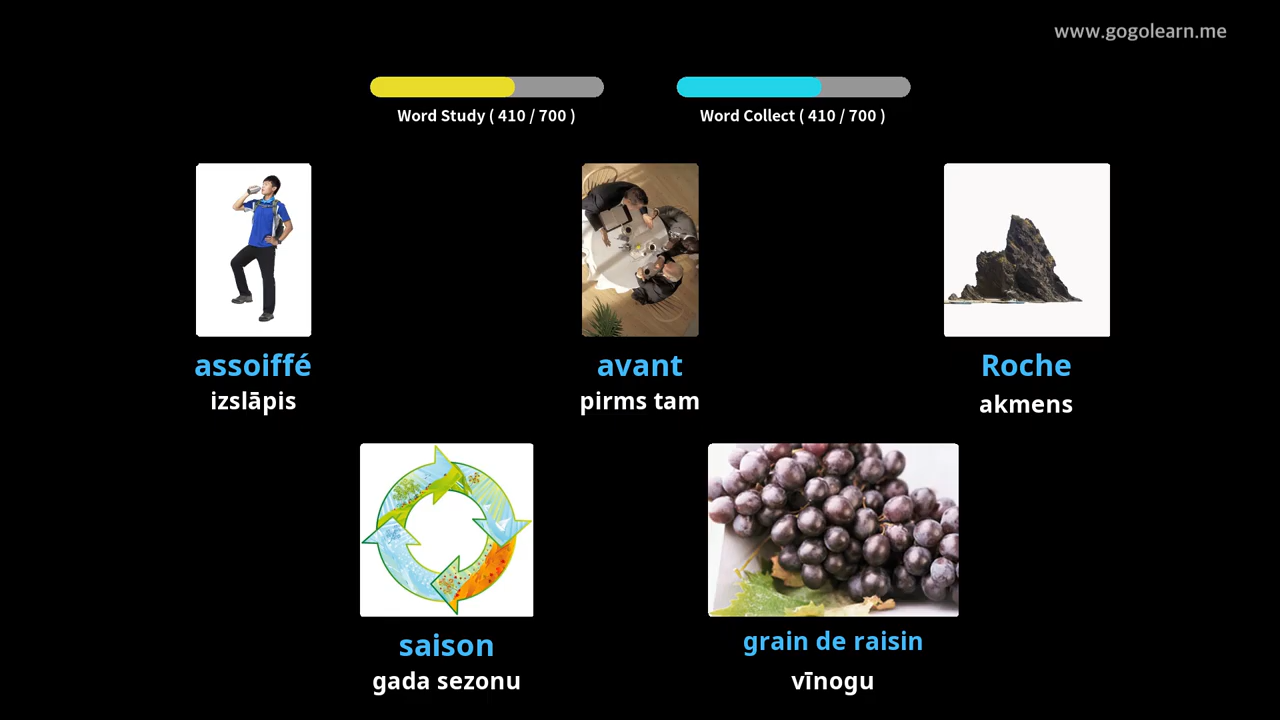 www.gogolearn.me
Word Study ( 410 / 700 )
Word Collect ( 410 / 700 )
assoiffé
izslāpis
avant
pirms tam
Roche
akmens
saison
gada sezonu
grain de raisin
vīnogu